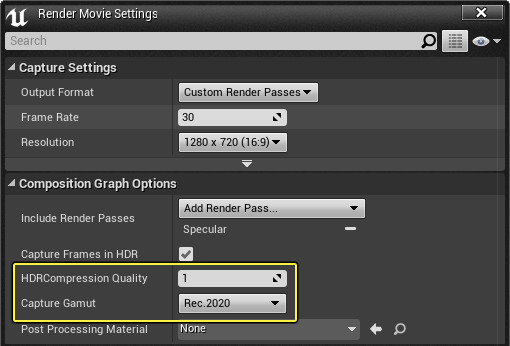 Render Movie Settings
Search
Capture Settings
Output Format Custom Render Passes
Frame Rate 30
Resolution 1280 x 720 (16:9)
Composition Graph Options
Include Render Passes Add Render Pass...
Specular
Capture Frames in HDR
HDRCompression Quality 1
Capture Gamut Rec.2020
Post Processing Material None